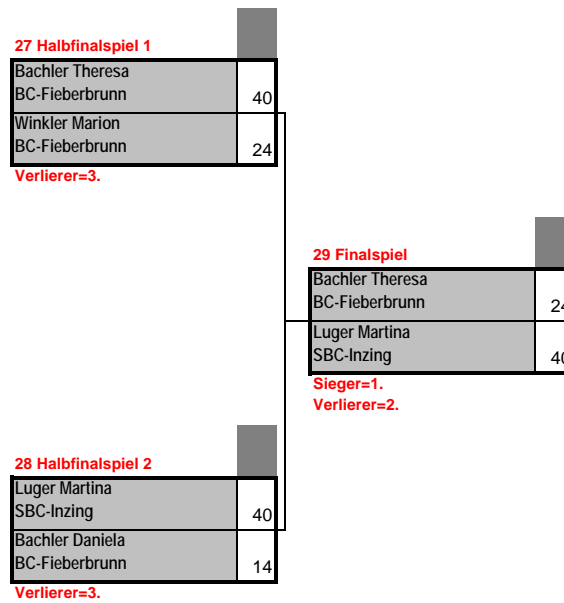 27 Halbfinalspiel 1
Bachler Theresa
BC-Fieberbrunn 40
Winkler Marion
BC-Fieberbrunn 24
Verlierer=3.
29 Finalspiel
Bachler Theresa
BC-Fieberbrunn 24
Luger Martina
SBC-Inzing 40
Sieger=1.
Verlierer=2.
28 Halbfinalspiel 2
Luger Martina
SBC-Inzing 40
Bachler Daniela
BC-Fieberbrunn 14
Verlierer=3.